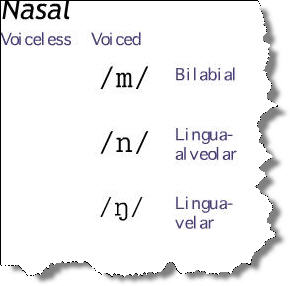 Nasal
Voiceless Voiced
/m/ Bilabial
/n/ Lingua-
alveolar
/ŋ/ Lingua-
velar